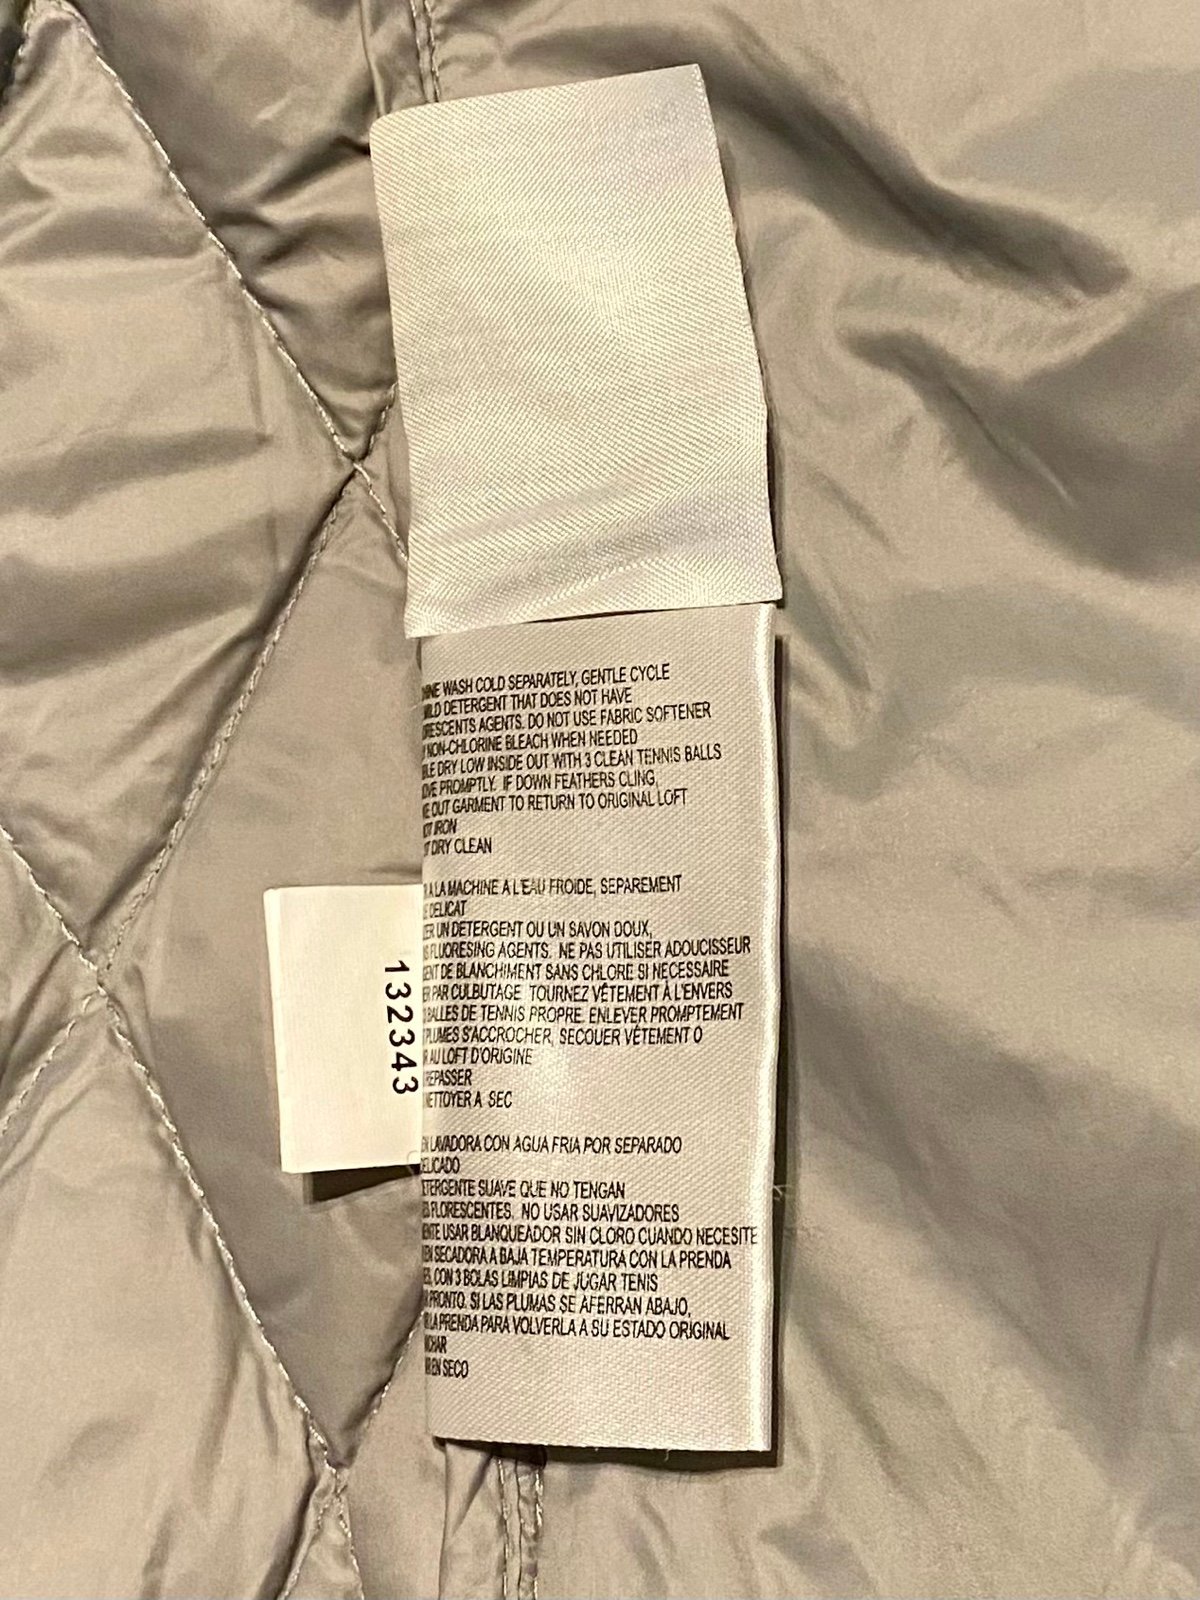 WASH COLD SEPARATELY, GENTLE CYCLE
DETERGENT THAT DOES NOT HAVE
AGENTS. DO NOT USE FABRIC SOFTENER
NON-CHLORINE BLEACH WHEN NEEDED
DRY LOW INSIDE OUT WITH 3 CLEAN TENNIS BALLS
PROMPTLY. IF DOWN FEATHERS CLING,
OUT GARMENT TO RETURN TO ORIGINAL LOFT
IRON
DRY CLEAN
A LA MACHINE A L'EAU FROIDE, SEPAREMENT
DELICAT
UN DETERGENT OU UN SAVON DOUX,
FLUORESING AGENTS. NE PAS UTILISER ADOUCISSEUR
DE BLANCHIMENT SANS CHLORE SI NECESSAIRE
PAR CULBUTAGE TOURNEZ VÊTEMENT À L'ENVERS
BALLES DE TENNIS PROPRE. ENLEVER PROMPTEMENT
PLUMES S'ACCROCHER, SECOUER VÊTEMENT O
AU LOFT D'ORIGINE
REPASSER
NETTOYER A SEC
LAVADORA CON AGUA FRIA POR SEPARADO
DELICADO
DETERGENTE SUAVE QUE NO TENGAN
FLORESCENTES. NO USAR SUAVIZADORES
USAR BLANQUEADOR SIN CLORO CUANDO NECESITE
EN SECADORA A BAJA TEMPERATURA CON LA PRENDA
CON 3 BOLAS LIMPIAS DE JUGAR TENIS
PRONTO. SI LAS PLUMAS SE AFERRAN ABAJO,
LA PRENDA PARA VOLVERLA A SU ESTADO ORIGINAL
EN SECO
132343